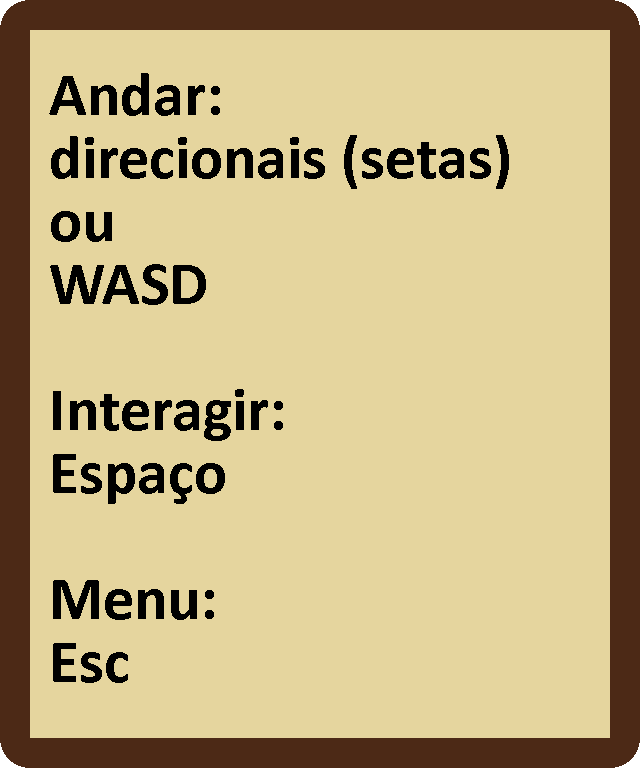 Andar:
direcionais (setas)
ou
WASD
Interagir:
Espaço
Menu:
Esc